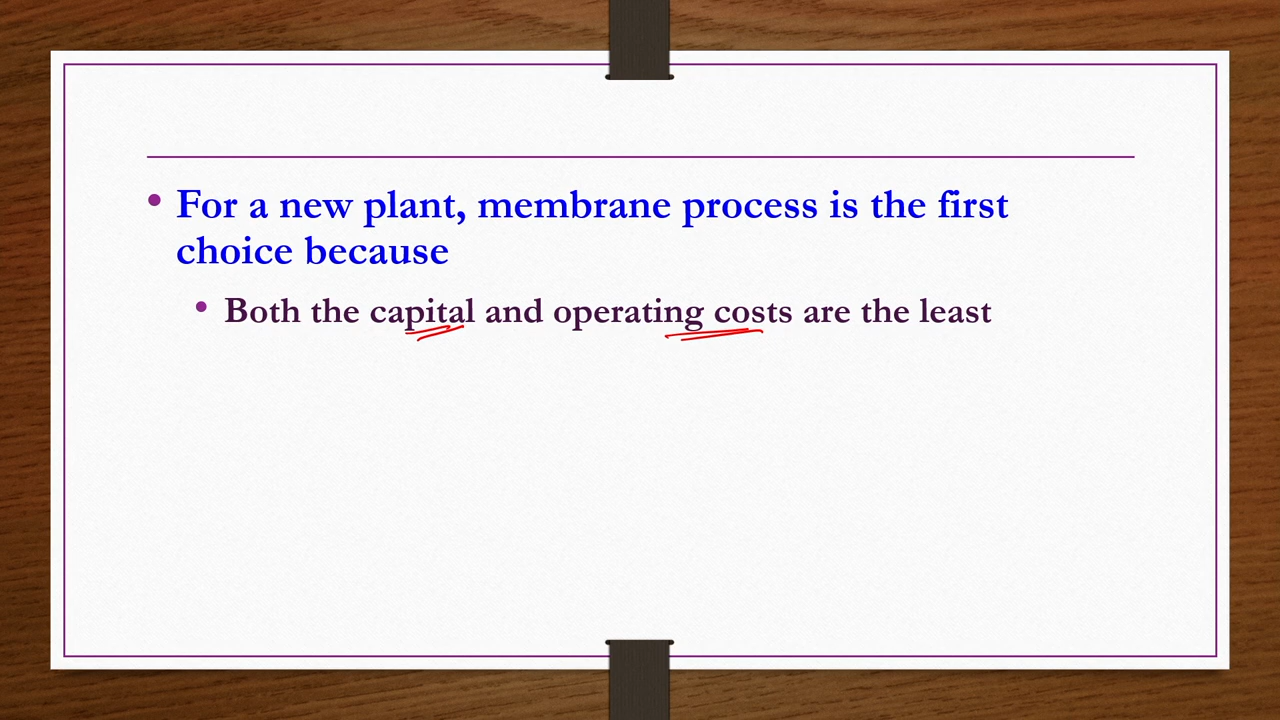 • For a new plant, membrane process is the first
choice because
• Both the capital and operating costs are the least